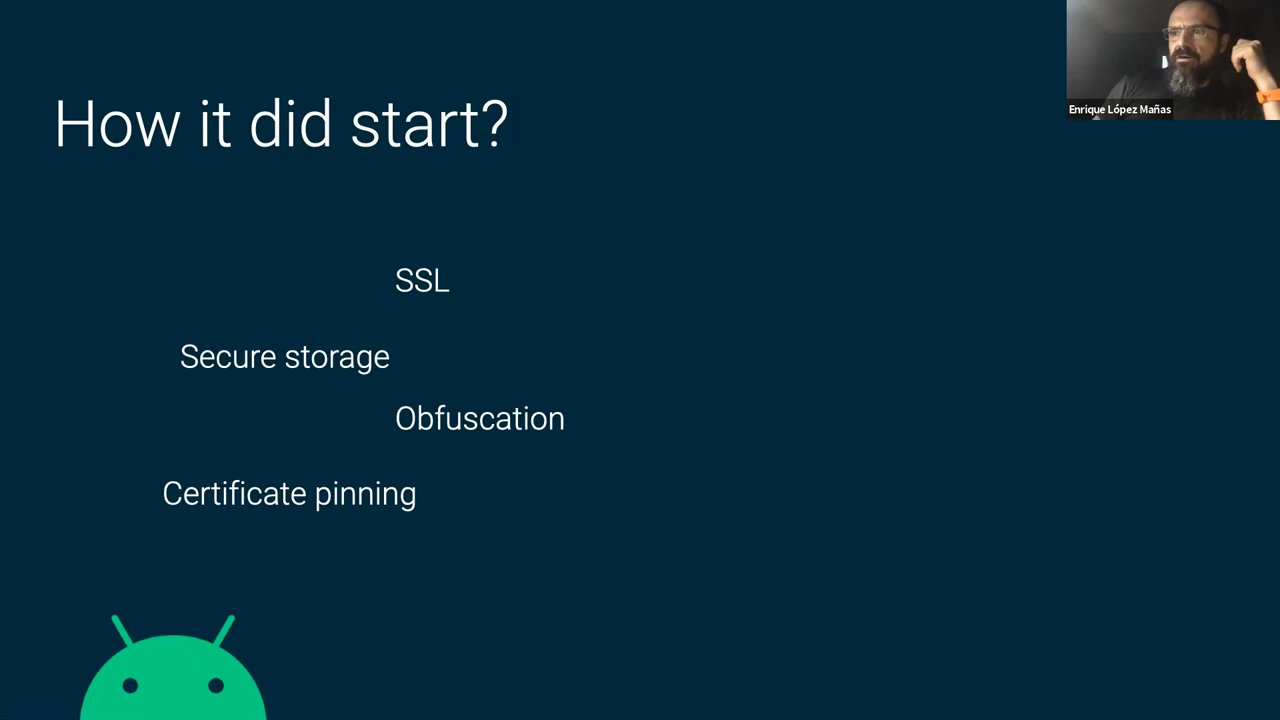 How it did start?
Enrique López Mañas
SSL
Secure storage
Obfuscation
Certificate pinning